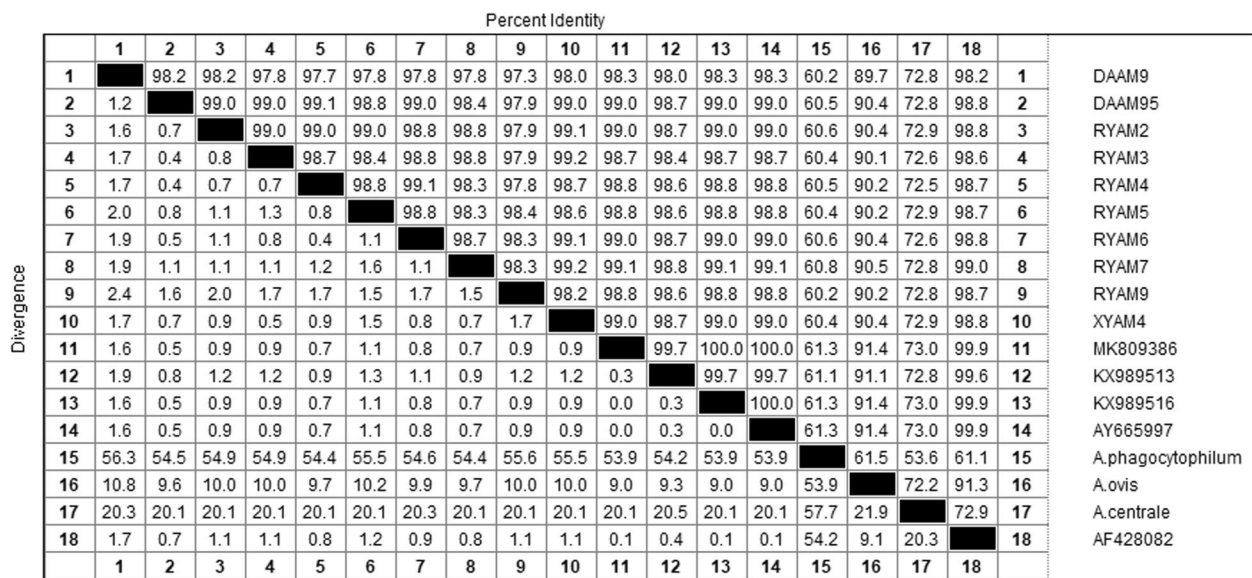 Percent Identity
1 2 3 4 5 6 7 8 9 10 11 12 13 14 15 16 17 18
1 98.2 98.2 97.8 97.7 97.8 97.8 97.8 97.3 98.0 98.3 98.0 98.3 98.3 60.2 89.7 72.8 98.2 1 DAAM9
2 1.2 99.0 99.0 99.1 98.8 99.0 98.4 97.9 99.0 99.0 98.7 99.0 99.0 60.5 90.4 72.8 98.8 2 DAAM95
3 1.6 0.7 99.0 99.0 99.0 98.8 98.8 97.9 99.1 99.0 98.7 99.0 99.0 60.6 90.4 72.9 98.8 3 RYAM2
4 1.7 0.4 0.8 98.7 98.4 98.8 98.8 97.9 99.2 98.7 98.4 98.7 98.7 60.4 90.1 72.6 98.6 4 RYAM3
5 1.7 0.4 0.7 0.7 98.8 99.1 98.3 97.8 98.7 98.8 98.6 98.8 98.8 60.5 90.2 72.5 98.7 5 RYAM4
6 2.0 0.8 1.1 1.3 0.8 98.8 98.3 98.4 98.6 98.8 98.6 98.8 98.8 60.4 90.2 72.9 98.7 6 RYAM5
7 1.9 0.5 1.1 0.8 0.4 1.1 98.7 98.3 99.1 99.0 98.7 99.0 99.0 60.6 90.4 72.6 98.8 7 RYAM6
8 1.9 1.1 1.1 1.1 1.2 1.6 1.1 98.3 99.2 99.1 98.8 99.1 99.1 60.8 90.5 72.8 99.0 8 RYAM7
9 2.4 1.6 2.0 1.7 1.7 1.5 1.7 1.5 98.2 98.8 98.6 98.8 98.8 60.2 90.2 72.8 98.7 9 RYAM9
10 1.7 0.7 0.9 0.5 0.9 1.5 0.8 0.7 1.7 99.0 98.7 99.0 99.0 60.4 90.4 72.9 98.8 10 XYAM4
11 1.6 0.5 0.9 0.9 0.7 1.1 0.8 0.7 0.9 0.9 99.7 100.0 100.0 61.3 91.4 73.0 99.9 11 MK809386
12 1.9 0.8 1.2 1.2 0.9 1.3 1.1 0.9 1.2 1.2 0.3 99.7 99.7 61.1 91.1 72.8 99.6 12 KX989513
13 1.6 0.5 0.9 0.9 0.7 1.1 0.8 0.7 0.9 0.9 0.0 0.3 100.0 61.3 91.4 73.0 99.9 13 KX989516
14 1.6 0.5 0.9 0.9 0.7 1.1 0.8 0.7 0.9 0.9 0.0 0.3 0.0 61.3 91.4 73.0 99.9 14 AY665997
15 56.3 54.5 54.9 54.9 54.4 55.5 54.6 54.4 55.6 55.5 53.9 54.2 53.9 53.9 61.5 53.6 61.1 15 A.phagocytophilum
16 10.8 9.6 10.0 10.0 9.7 10.2 9.9 9.7 10.0 10.0 9.0 9.3 9.0 9.0 53.9 72.2 91.3 16 A.ovis
17 20.3 20.1 20.1 20.1 20.1 20.3 20.1 20.1 20.1 20.1 20.1 20.5 20.1 20.1 57.7 21.9 72.9 17 A.centrale
18 1.7 0.7 1.1 1.1 0.8 1.2 0.9 0.8 1.1 1.1 0.1 0.4 0.1 0.1 54.2 9.1 20.3 18 AF428082
1 2 3 4 5 6 7 8 9 10 11 12 13 14 15 16 17 18
Divergence